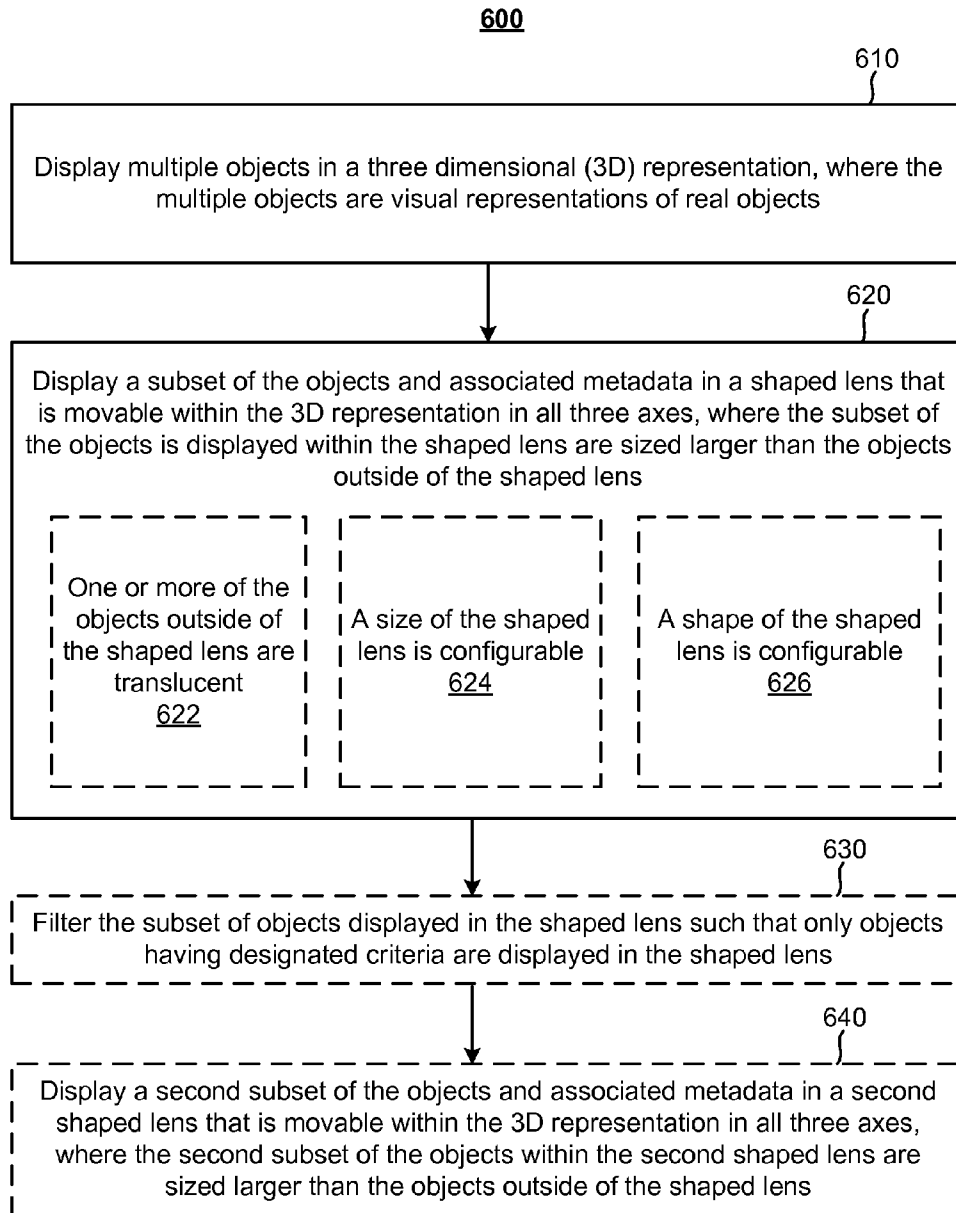 600
610
Display multiple objects in a three dimensional (3D) representation, where the
multiple objects are visual representations of real objects
620
Display a subset of the objects and associated metadata in a shaped lens that
is movable within the 3D representation in all three axes, where the subset of
the objects is displayed within the shaped lens are sized larger than the objects
outside of the shaped lens
One or more of the
objects outside of
the shaped lens are
translucent
622
A size of the shaped
lens is configurable
624
A shape of the shaped
lens is configurable
626
630
Filter the subset of objects displayed in the shaped lens such that only objects
having designated criteria are displayed in the shaped lens
640
Display a second subset of the objects and associated metadata in a second
shaped lens that is movable within the 3D representation in all three axes,
where the second subset of the objects within the second shaped lens are
sized larger than the objects outside of the shaped lens